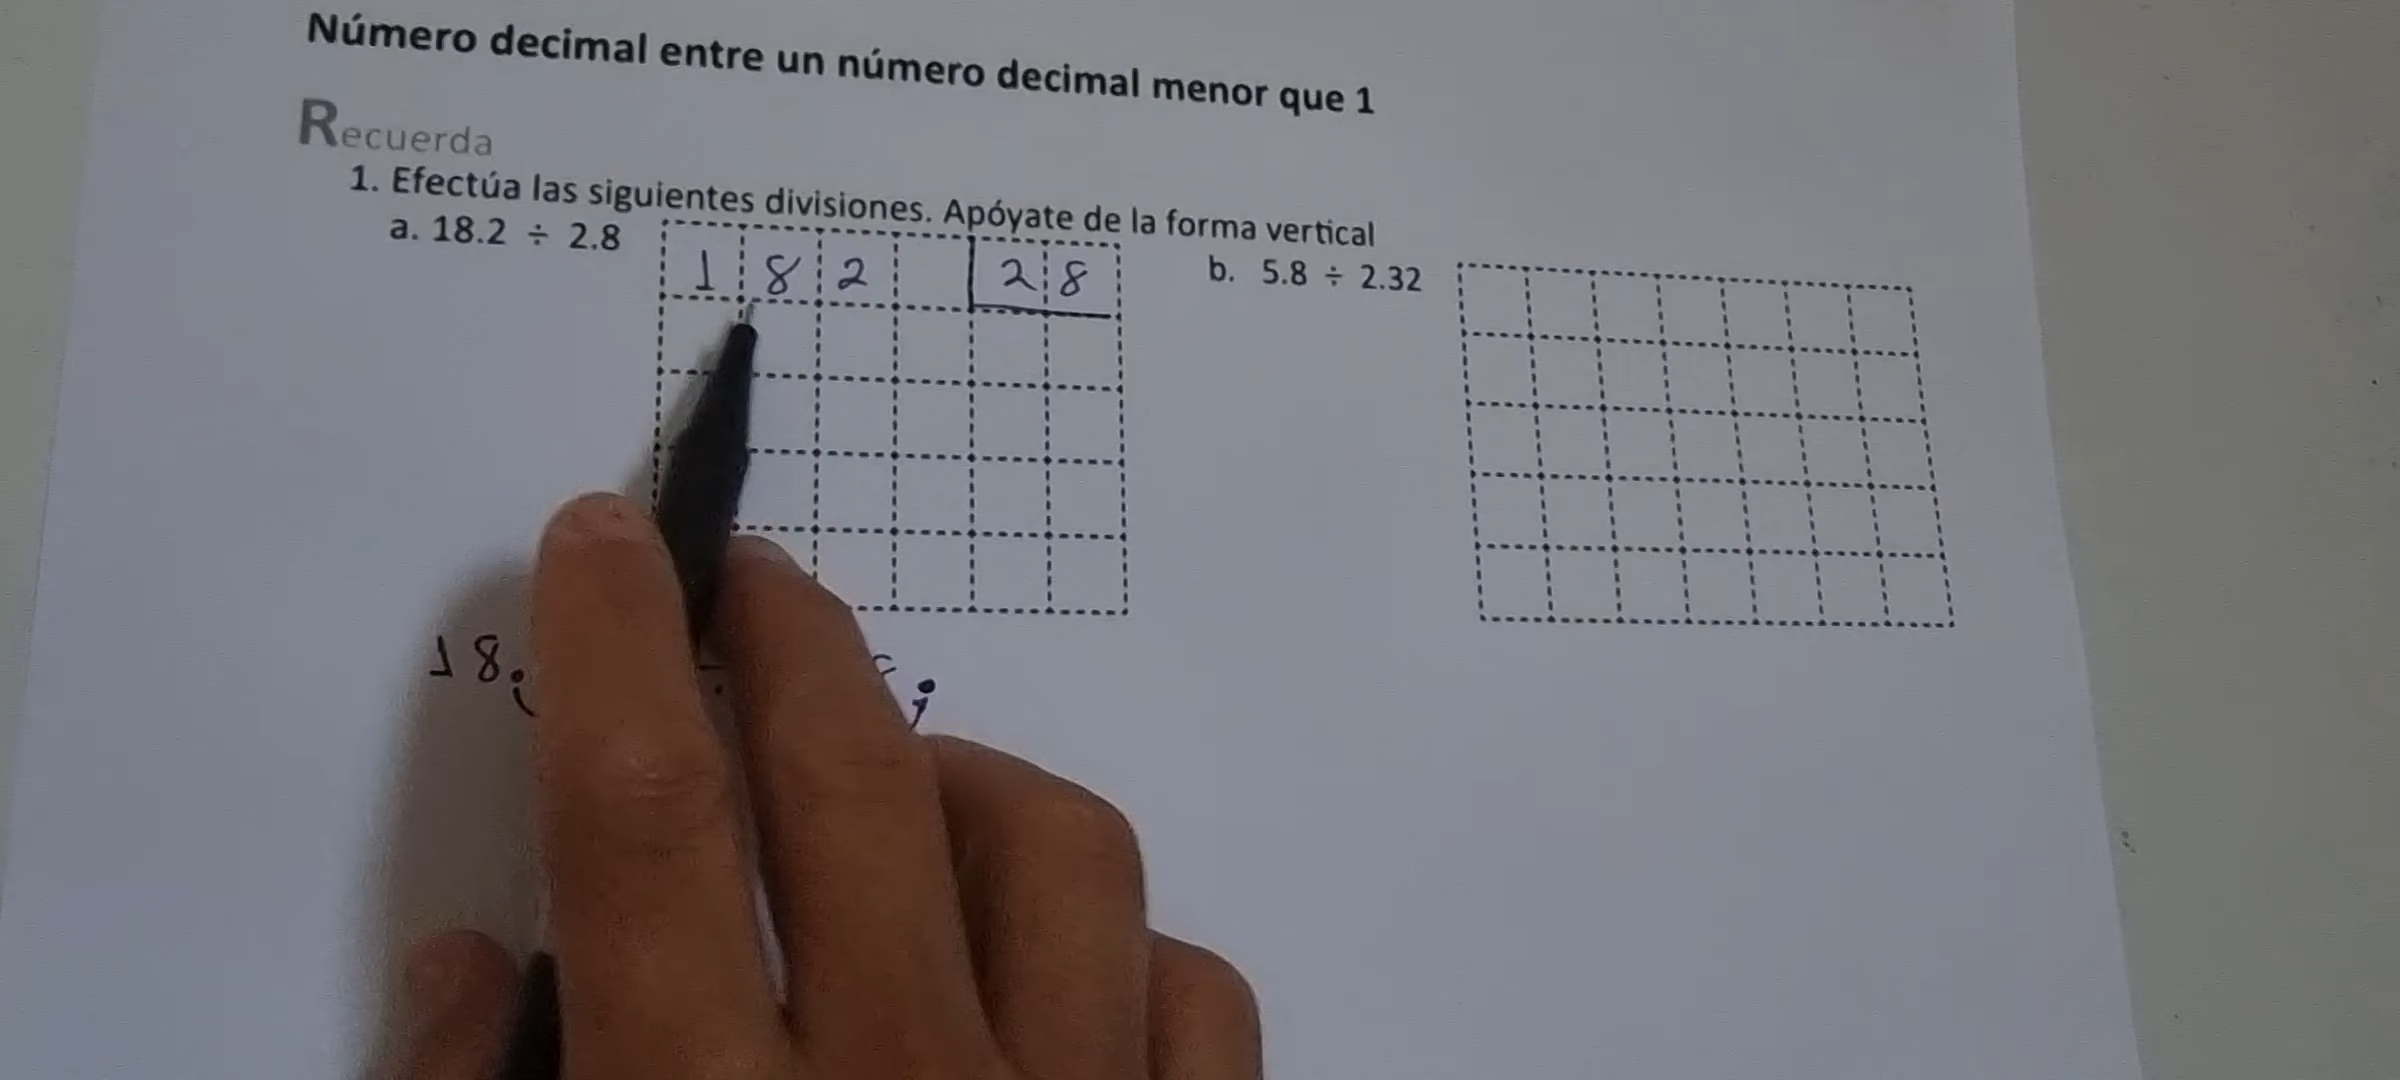 Número decimal entre un número decimal menor que 1
Recuerda
1. Efectúa las siguientes divisiones. Apóyate de la forma vertical
a. 18.2 ÷ 2.8
1 8 2 2 8
b. 5.8 ÷ 2.32
18.